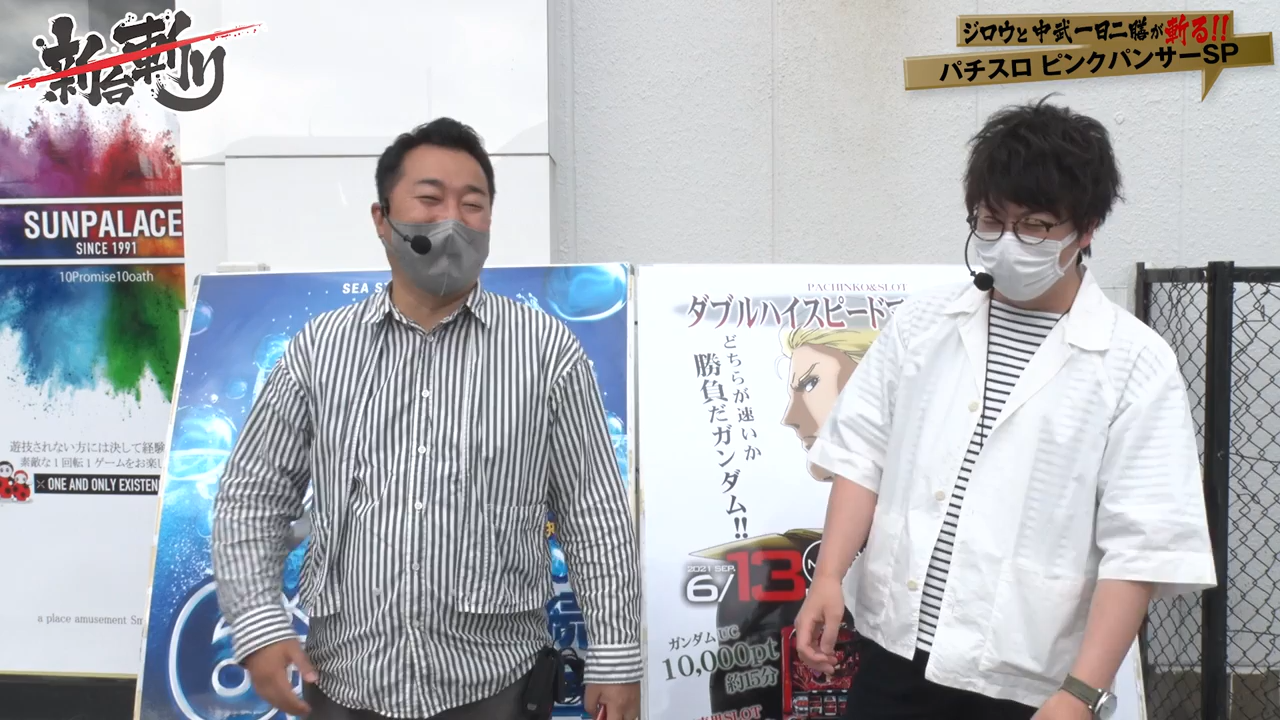 新台斬り
ジロウと中武一日二膳が斬る!!
パチスロ ピンクパンサーSP
SUNPALACE
SINCE 1991
10Promise10oath
遊技されない方には決して経験
素敵な1回転1ゲームをお楽し
× ONE AND ONLY EXISTEN
a place amusement Sm
SEA S
PACHINKO&SLOT
ダブルハイスピードマ
どちらが速いか
勝負だガンダム!!
2021 SEP.
6/13
ガンダムUC
10,000pt
約15分